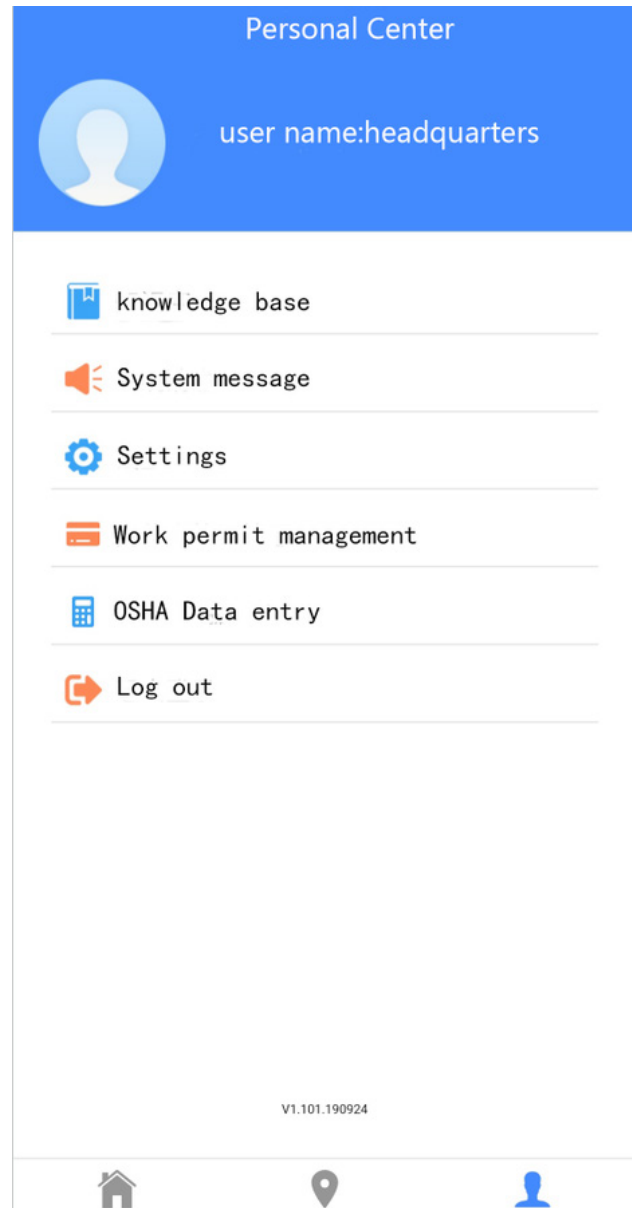 Personal Center
user name:headquarters
knowledge base
System message
Settings
Work permit management
OSHA Data entry
Log out
V1.101.190924